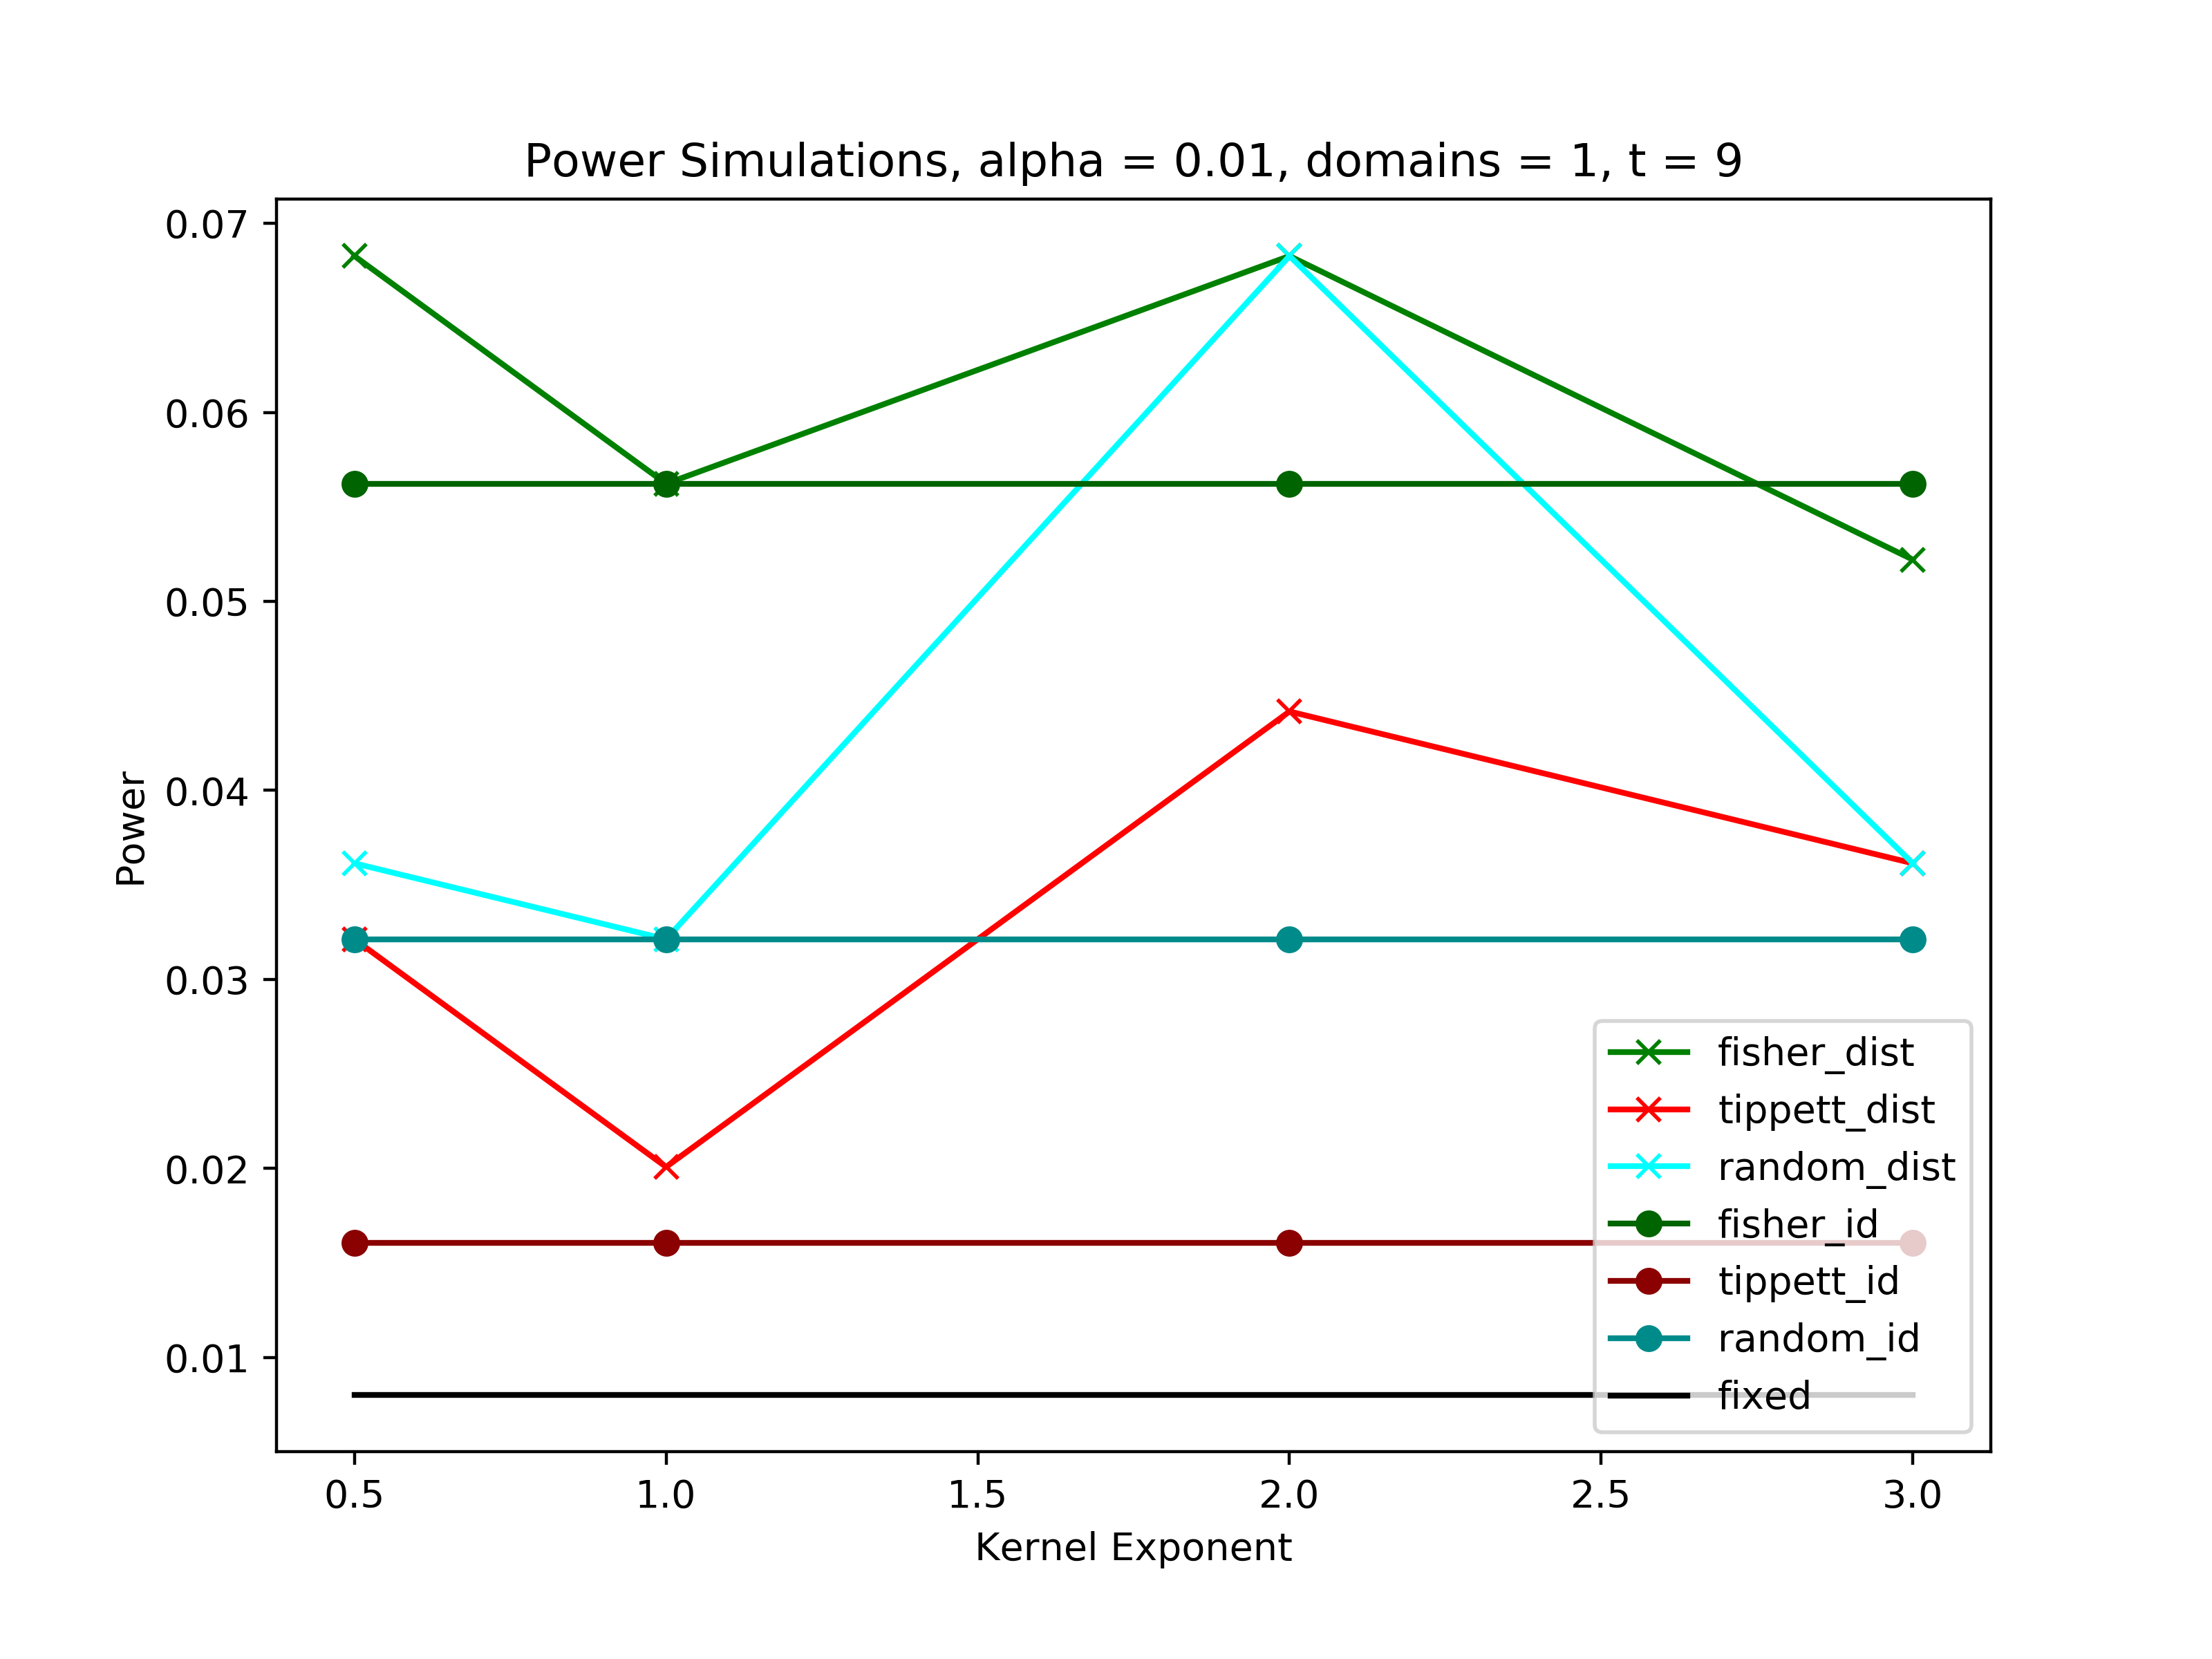 Power Simulations, alpha = 0.01, domains = 1, t = 9
0.07
0.06
0.05
0.04
0.03
0.02
0.01
Power
fisher_dist
tippett_dist
random_dist
fisher_id
tippett_id
random_id
fixed
0.5 1.0 1.5 2.0 2.5 3.0
Kernel Exponent